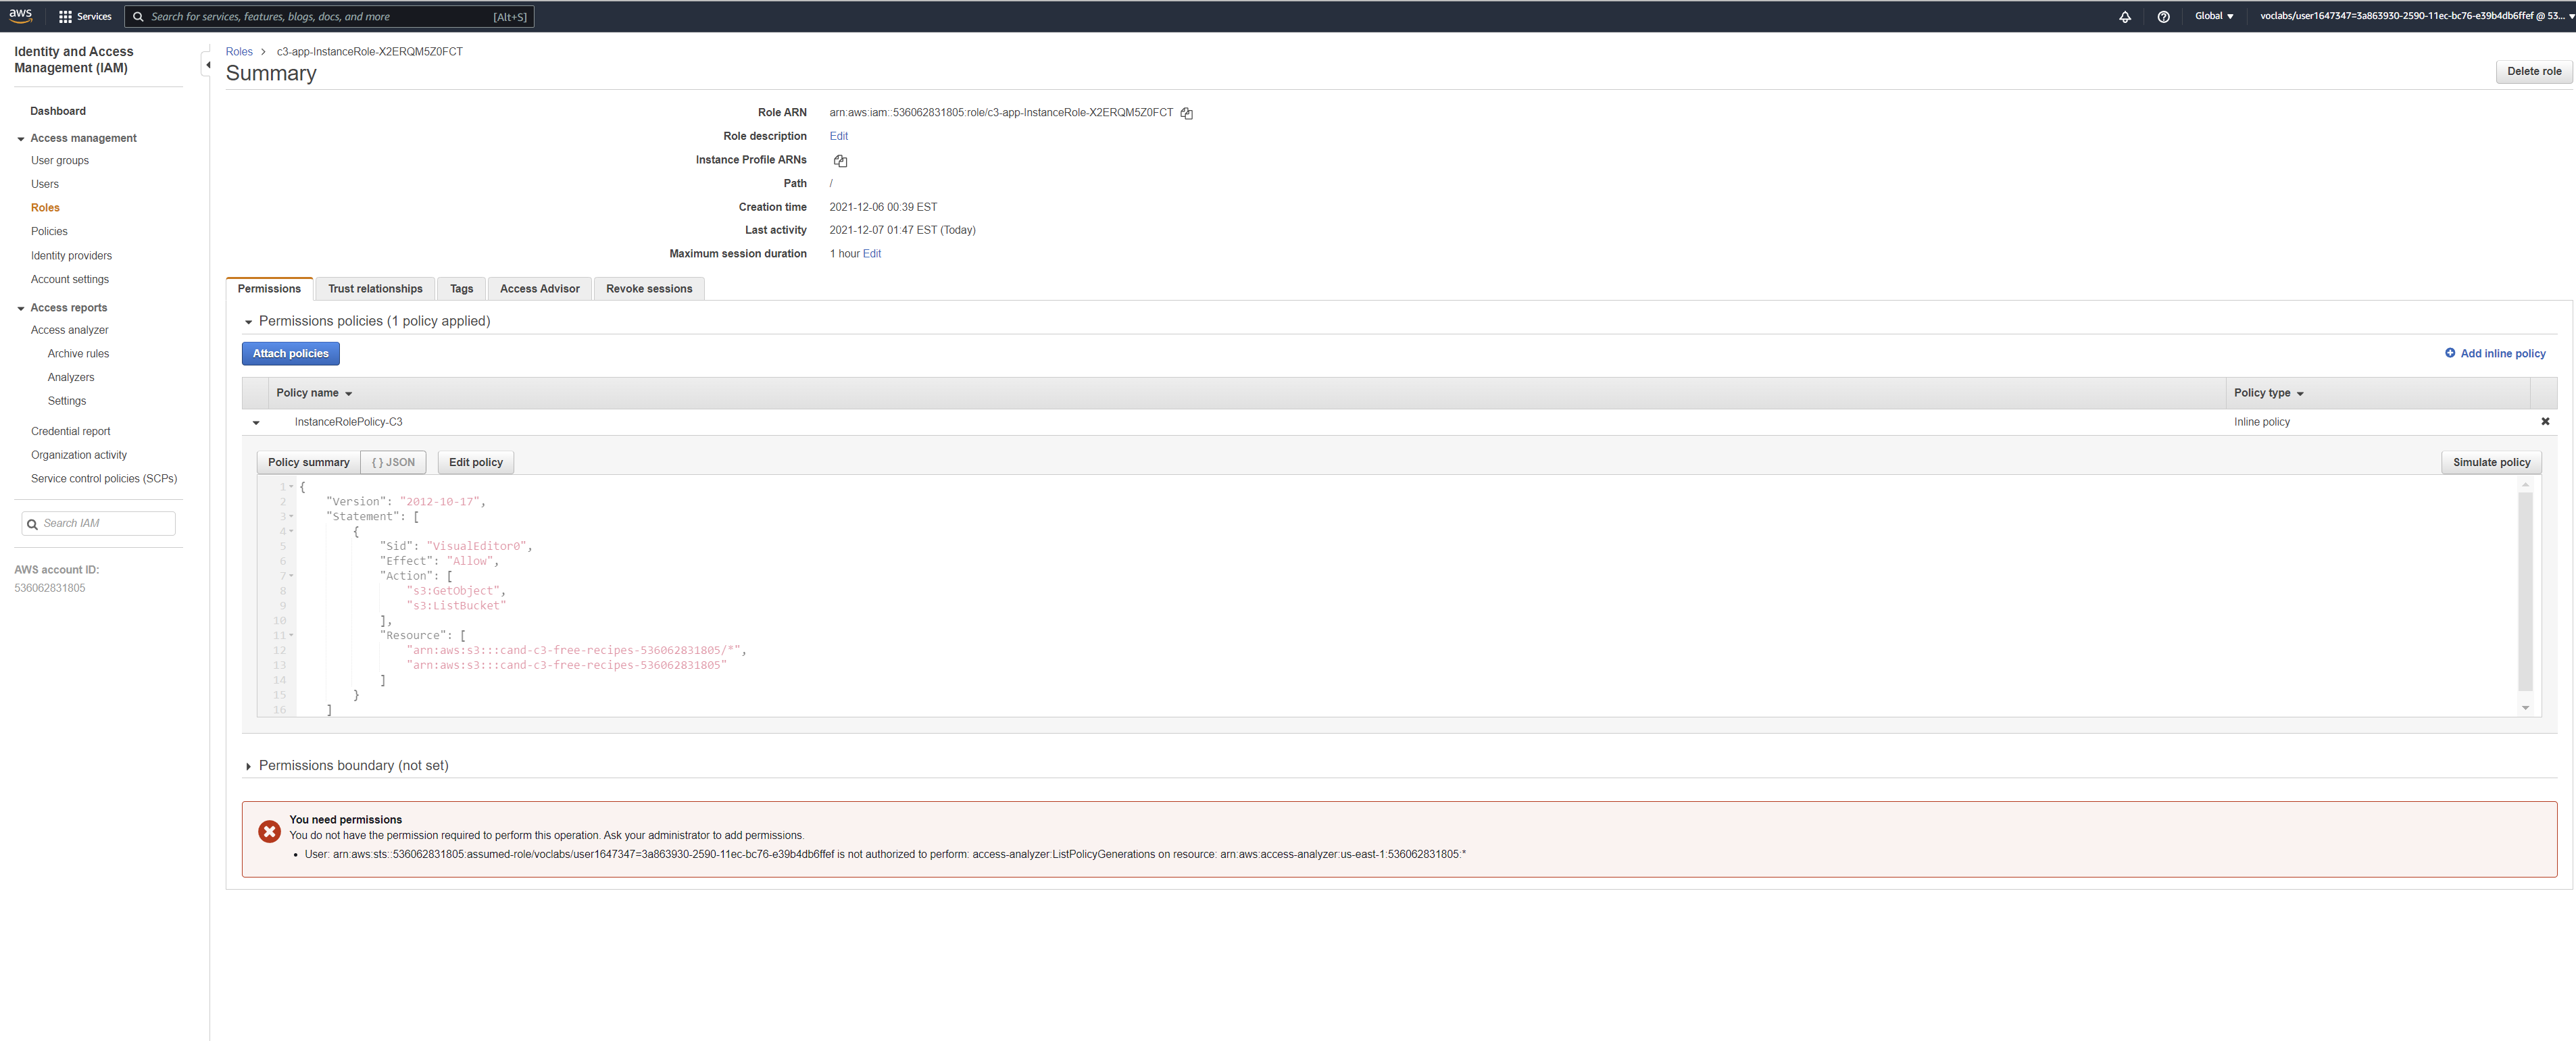 aws
Services
Search for services, features, blogs, docs, and more
[Alt+S]
Global
voclabs/user1647347=3a863930-2590-11ec-bc76-e39b4db6ffef @ 53...
Identity and Access
Management (IAM)
Dashboard
Access management
User groups
Users
Roles
Policies
Identity providers
Account settings
Access reports
Access analyzer
Archive rules
Analyzers
Settings
Credential report
Organization activity
Service control policies (SCPs)
Search IAM
AWS account ID:
536062831805
Roles > c3-app-InstanceRole-X2ERQM5Z0FCT
Summary
Delete role
Role ARN arn:aws:iam::536062831805:role/c3-app-InstanceRole-X2ERQM5Z0FCT
Role description Edit
Instance Profile ARNs
Path /
Creation time 2021-12-06 00:39 EST
Last activity 2021-12-07 01:47 EST (Today)
Maximum session duration 1 hour Edit
Permissions
Trust relationships
Tags
Access Advisor
Revoke sessions
Permissions policies (1 policy applied)
Attach policies
Add inline policy
Policy name
Policy type
InstanceRolePolicy-C3
Inline policy
Policy summary
{ } JSON
Edit policy
Simulate policy
1 {
2 "Version": "2012-10-17",
3 "Statement": [
4 {
5 "Sid": "VisualEditor0",
6 "Effect": "Allow",
7 "Action": [
8 "s3:GetObject",
9 "s3:ListBucket"
10 ],
11 "Resource": [
12 "arn:aws:s3:::cand-c3-free-recipes-536062831805/*",
13 "arn:aws:s3:::cand-c3-free-recipes-536062831805"
14 ]
15 }
16 ]
Permissions boundary (not set)
You need permissions
You do not have the permission required to perform this operation. Ask your administrator to add permissions.
• User: arn:aws:sts::536062831805:assumed-role/voclabs/user1647347=3a863930-2590-11ec-bc76-e39b4db6ffef is not authorized to perform: access-analyzer:ListPolicyGenerations on resource: arn:aws:access-analyzer:us-east-1:536062831805:*